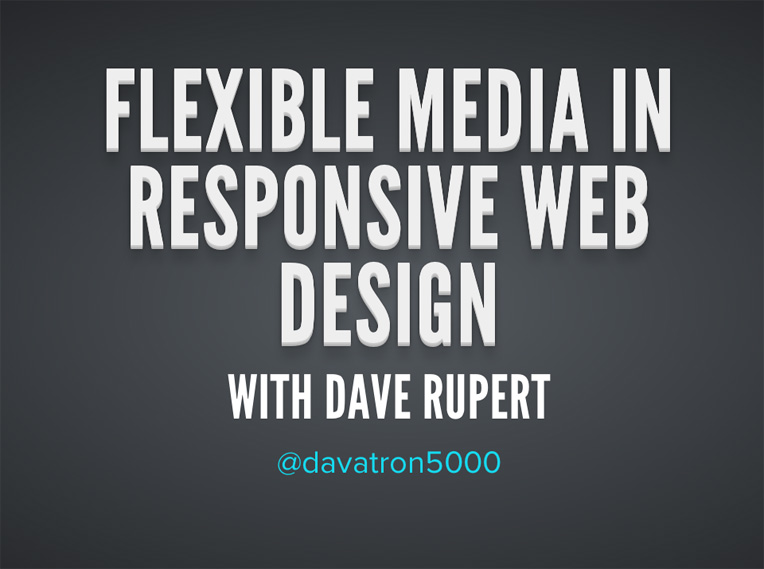 FLEXIBLE MEDIA IN
RESPONSIVE WEB
DESIGN
WITH DAVE RUPERT
@davatron5000